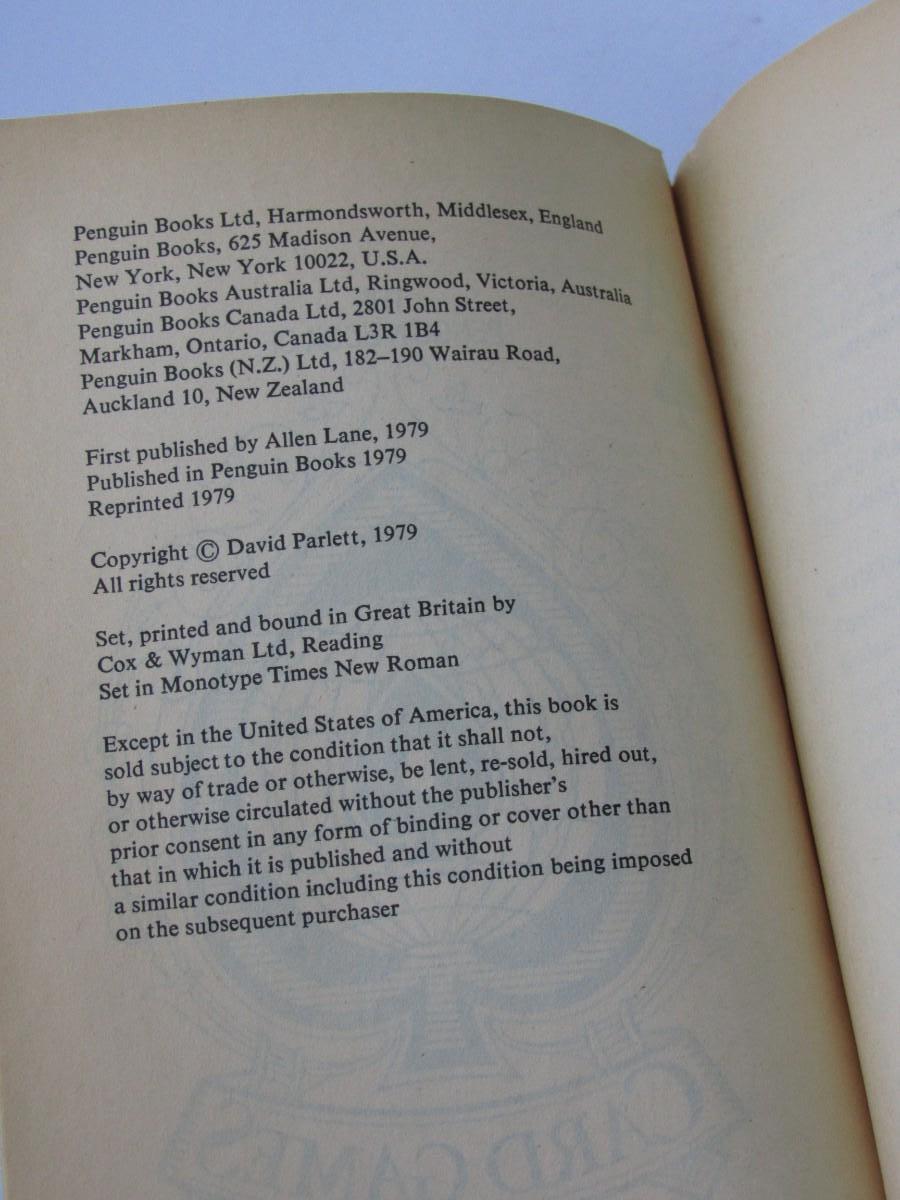 Penguin Books Ltd, Harmondsworth, Middlesex, England
Penguin Books, 625 Madison Avenue,
New York, New York 10022, U.S.A.
Penguin Books Australia Ltd, Ringwood, Victoria, Australia
Penguin Books Canada Ltd, 2801 John Street,
Markham, Ontario, Canada L3R 1B4
Penguin Books (N.Z.) Ltd, 182–190 Wairau Road,
Auckland 10, New Zealand
First published by Allen Lane, 1979
Published in Penguin Books 1979
Reprinted 1979
Copyright © David Parlett, 1979
All rights reserved
Set, printed and bound in Great Britain by
Cox & Wyman Ltd, Reading
Set in Monotype Times New Roman
Except in the United States of America, this book is
sold subject to the condition that it shall not,
by way of trade or otherwise, be lent, re-sold, hired out,
or otherwise circulated without the publisher's
prior consent in any form of binding or cover other than
that in which it is published and without
a similar condition including this condition being imposed
on the subsequent purchaser
CARD GAMES